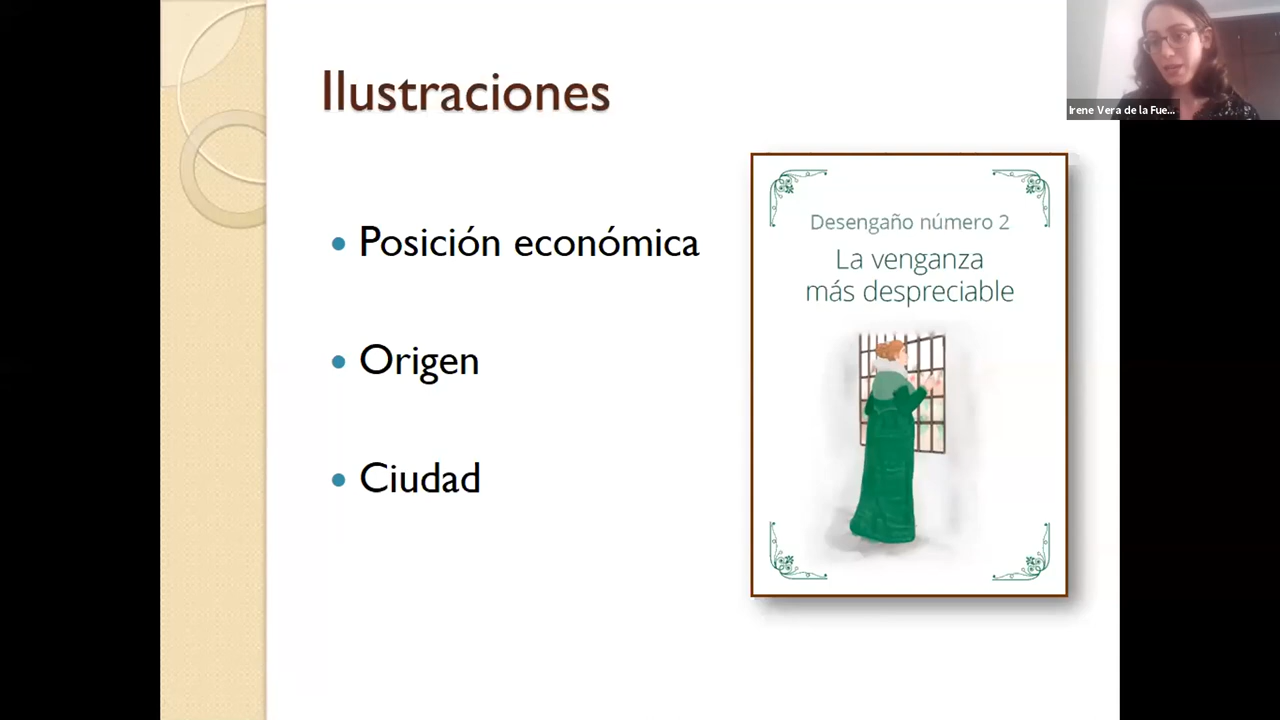 Ilustraciones
Posición económica
Origen
Ciudad
Desengaño número 2
La venganza
más despreciable
Irene Vera de la Fue...